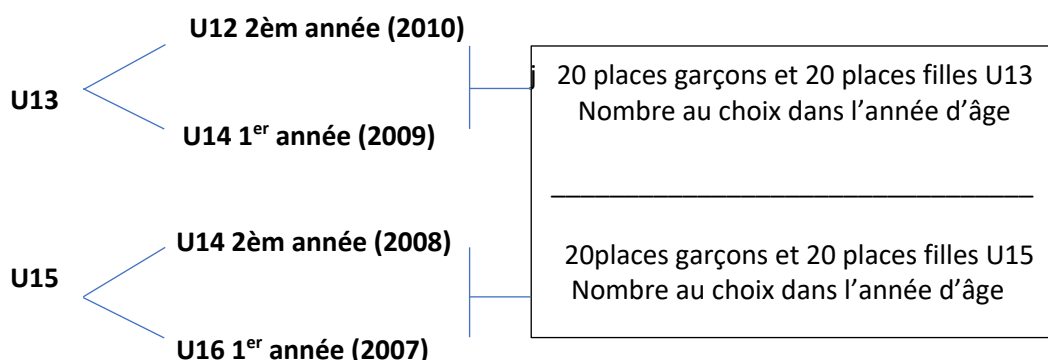 U12 2èm année (2010)
U13
U14 1er année (2009)
j 20 places garçons et 20 places filles U13
Nombre au choix dans l’année d’âge
U14 2èm année (2008)
U15
U16 1er année (2007)
20places garçons et 20 places filles U15
Nombre au choix dans l’année d’âge